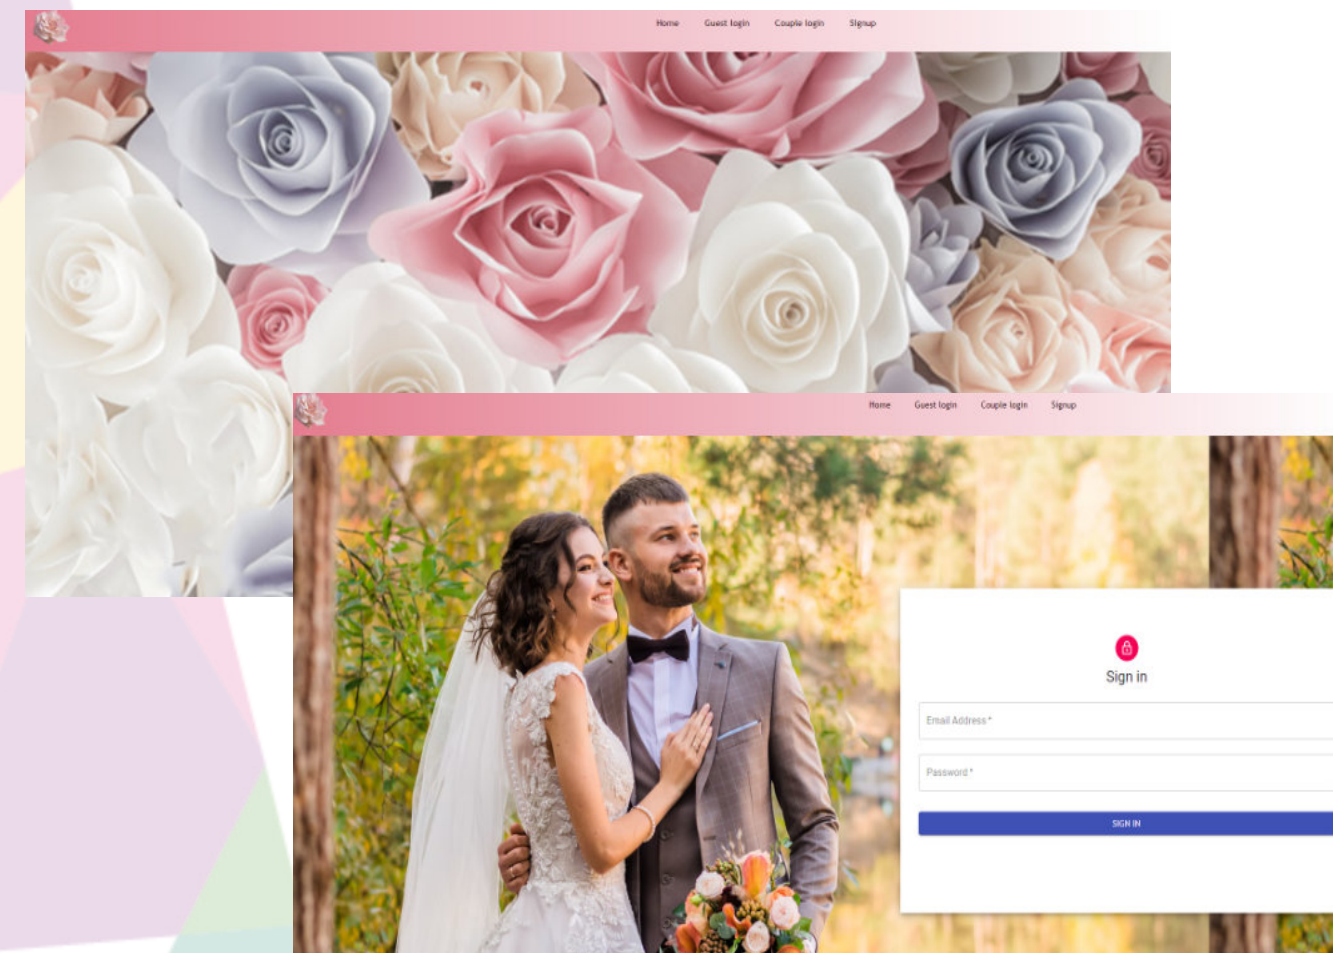 Home Guest login Couple login Signup
Home Guest login Couple login Signup
Sign in
Email Address *
Password *
SIGN IN